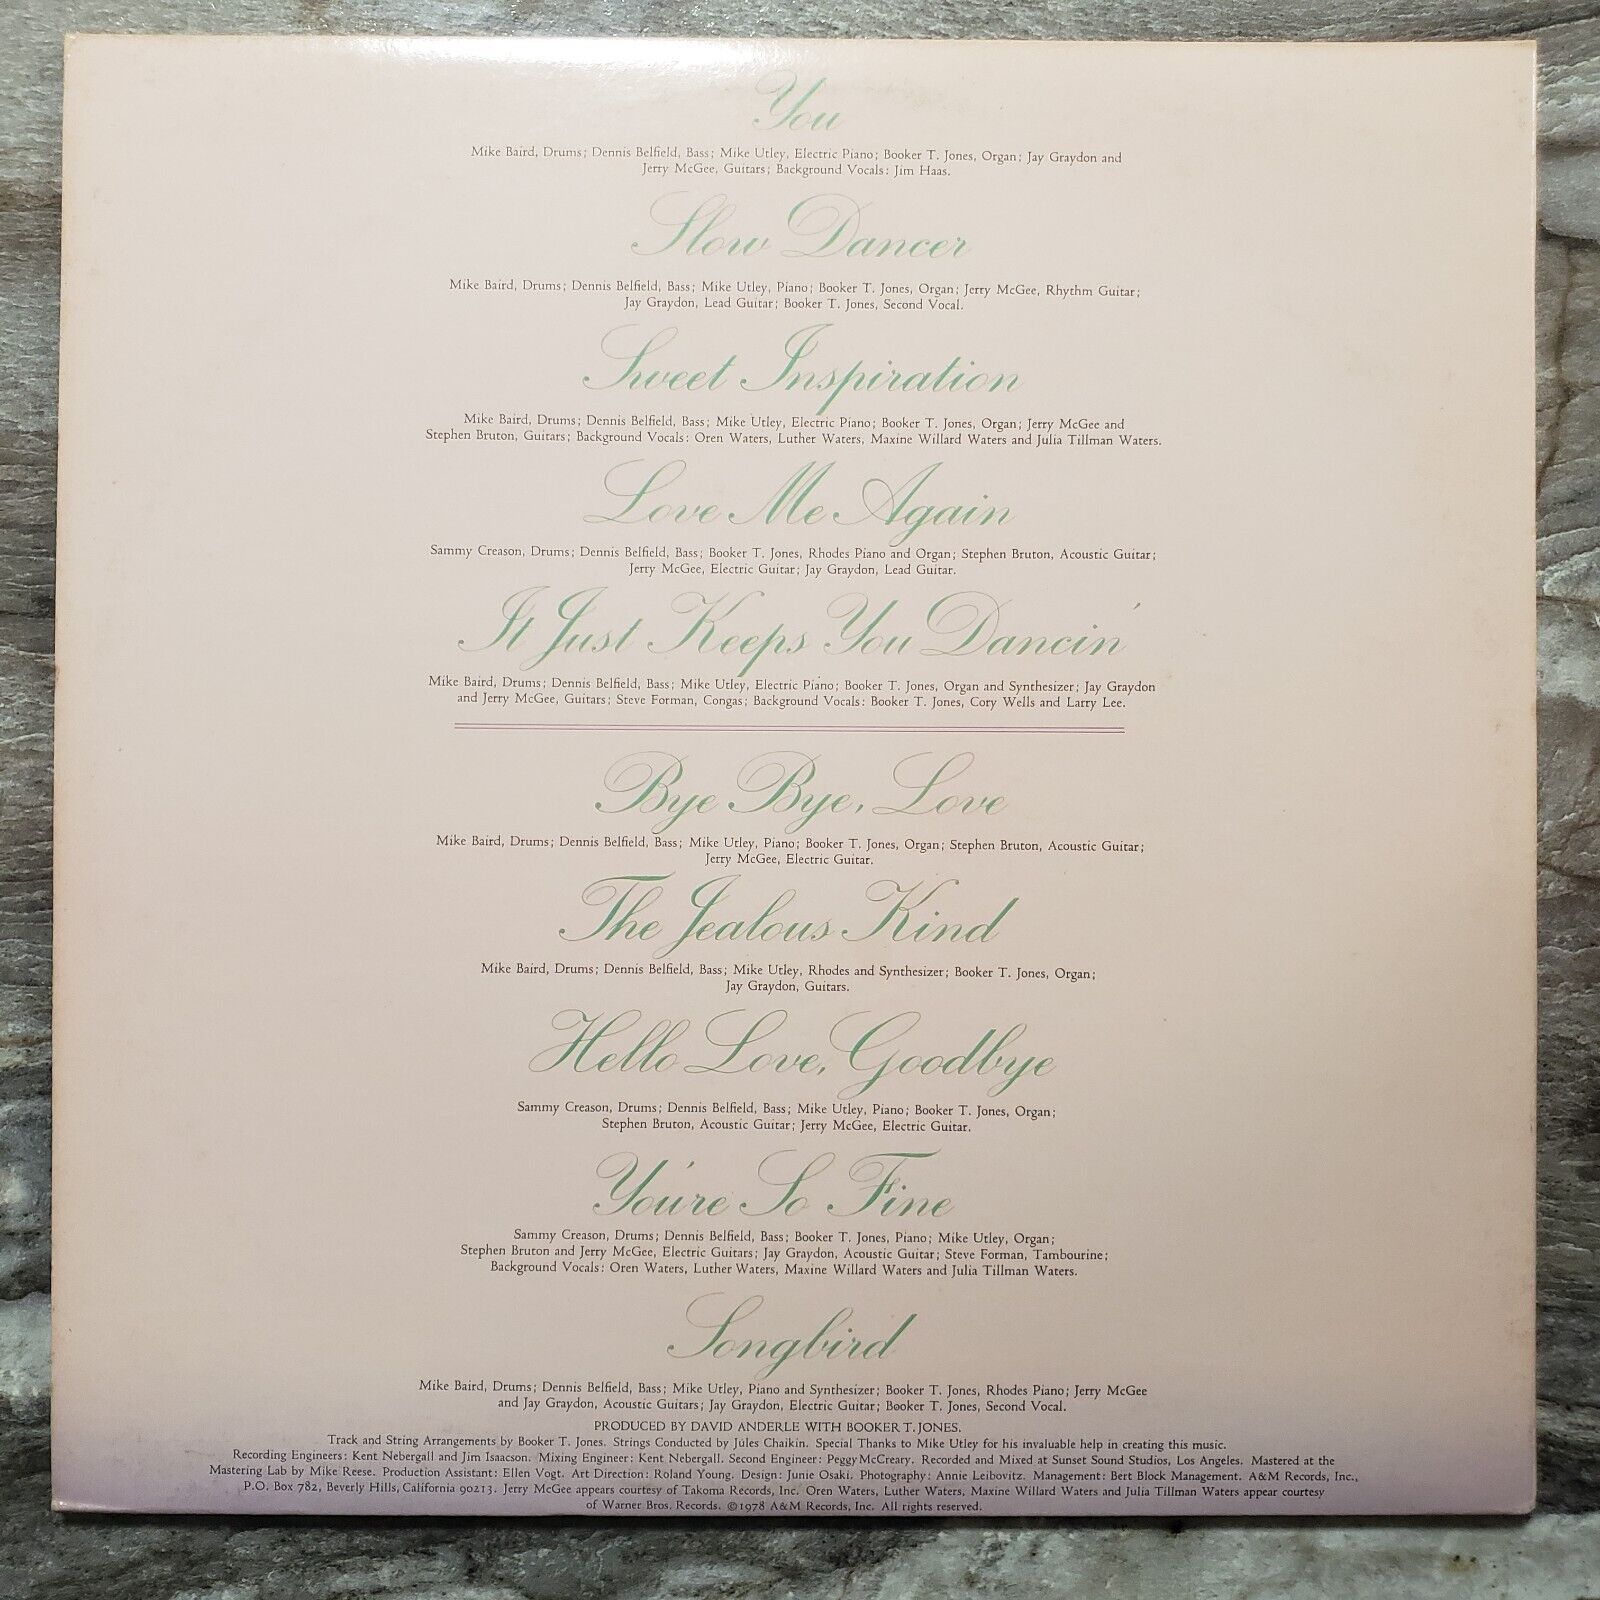 You
Mike Baird, Drums; Dennis Belfield, Bass; Mike Utley, Electric Piano; Booker T. Jones, Organ; Jay Graydon and
Jerry McGee, Guitars; Background Vocals: Jim Haas.
Slow Dancer
Mike Baird, Drums; Dennis Belfield, Bass; Mike Utley, Piano; Booker T. Jones, Organ; Jerry McGee, Rhythm Guitar;
Jay Graydon, Lead Guitar; Booker T. Jones, Second Vocal.
Sweet Inspiration
Mike Baird, Drums; Dennis Belfield, Bass; Mike Utley, Electric Piano; Booker T. Jones, Organ; Jerry McGee and
Stephen Bruton, Guitars; Background Vocals: Oren Waters, Luther Waters, Maxine Willard Waters and Julia Tillman Waters.
Love Me Again
Sammy Creason, Drums; Dennis Belfield, Bass; Booker T. Jones, Rhodes Piano and Organ; Stephen Bruton, Acoustic Guitar;
Jerry McGee, Electric Guitar; Jay Graydon, Lead Guitar.
It Just Keeps You Dancin'
Mike Baird, Drums; Dennis Belfield, Bass; Mike Utley, Electric Piano; Booker T. Jones, Organ and Synthesizer; Jay Graydon
and Jerry McGee, Guitars; Steve Forman, Congas; Background Vocals: Booker T. Jones, Cory Wells and Larry Lee.
Bye Bye, Love
Mike Baird, Drums; Dennis Belfield, Bass; Mike Utley, Piano; Booker T. Jones, Organ; Stephen Bruton, Acoustic Guitar;
Jerry McGee, Electric Guitar.
The Jealous Kind
Mike Baird, Drums; Dennis Belfield, Bass; Mike Utley, Rhodes and Synthesizer; Booker T. Jones, Organ;
Jay Graydon, Guitars.
Hello Love, Goodbye
Sammy Creason, Drums; Dennis Belfield, Bass; Mike Utley, Piano; Booker T. Jones, Organ;
Stephen Bruton, Acoustic Guitar; Jerry McGee, Electric Guitar.
You're So Fine
Sammy Creason, Drums; Dennis Belfield, Bass; Booker T. Jones, Piano; Mike Utley, Organ;
Stephen Bruton and Jerry McGee, Electric Guitars; Jay Graydon, Acoustic Guitar; Steve Forman, Tambourine;
Background Vocals: Oren Waters, Luther Waters, Maxine Willard Waters and Julia Tillman Waters.
Songbird
Mike Baird, Drums; Dennis Belfield, Bass; Mike Utley, Piano and Synthesizer; Booker T. Jones, Rhodes Piano; Jerry McGee
and Jay Graydon, Acoustic Guitars; Jay Graydon, Electric Guitar; Booker T. Jones, Second Vocal.
PRODUCED BY DAVID ANDERLE WITH BOOKER T. JONES.
Track and String Arrangements by Booker T. Jones. Strings Conducted by Jules Chaikin. Special Thanks to Mike Utley for his invaluable help in creating this music.
Recording Engineers: Kent Nebergall and Jim Isaacson. Mixing Engineer: Kent Nebergall. Second Engineer: Peggy McCreary. Recorded and Mixed at Sunset Sound Studios, Los Angeles. Mastered at the
Mastering Lab by Mike Reese. Production Assistant: Ellen Vogt. Art Direction: Roland Young. Design: Junie Osaki. Photography: Annie Leibovitz. Management: Bert Block Management. A&M Records, Inc.,
P.O. Box 782, Beverly Hills, California 90213. Jerry McGee appears courtesy of Takoma Records, Inc. Oren Waters, Luther Waters, Maxine Willard Waters and Julia Tillman Waters appear courtesy
of Warner Bros. Records. ©1978 A&M Records, Inc. All rights reserved.